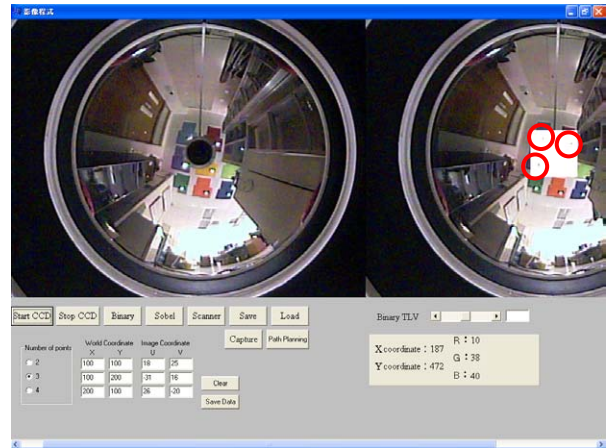 影像程式
Start CCD Stop CCD Binary Sobel Scanner Save Load
Capture Path Planning
Binary TLV
Number of points
2
3
4
World Coordinate Image Coordinate
X Y U V
100 100 18 25
100 200 -31 16
200 100 26 -20
Clear
Save Data
X coordinate : 187
Y coordinate : 472
R : 10
G : 38
B : 40